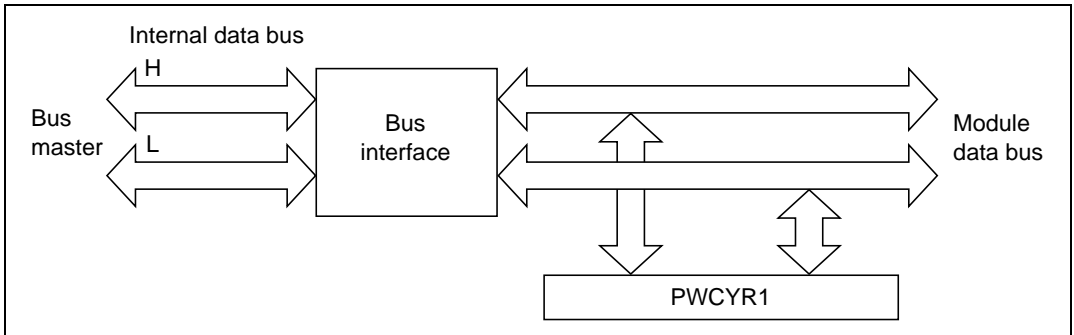 Internal data bus
H
Bus
master
L
Bus
interface
Module
data bus
PWCYR1